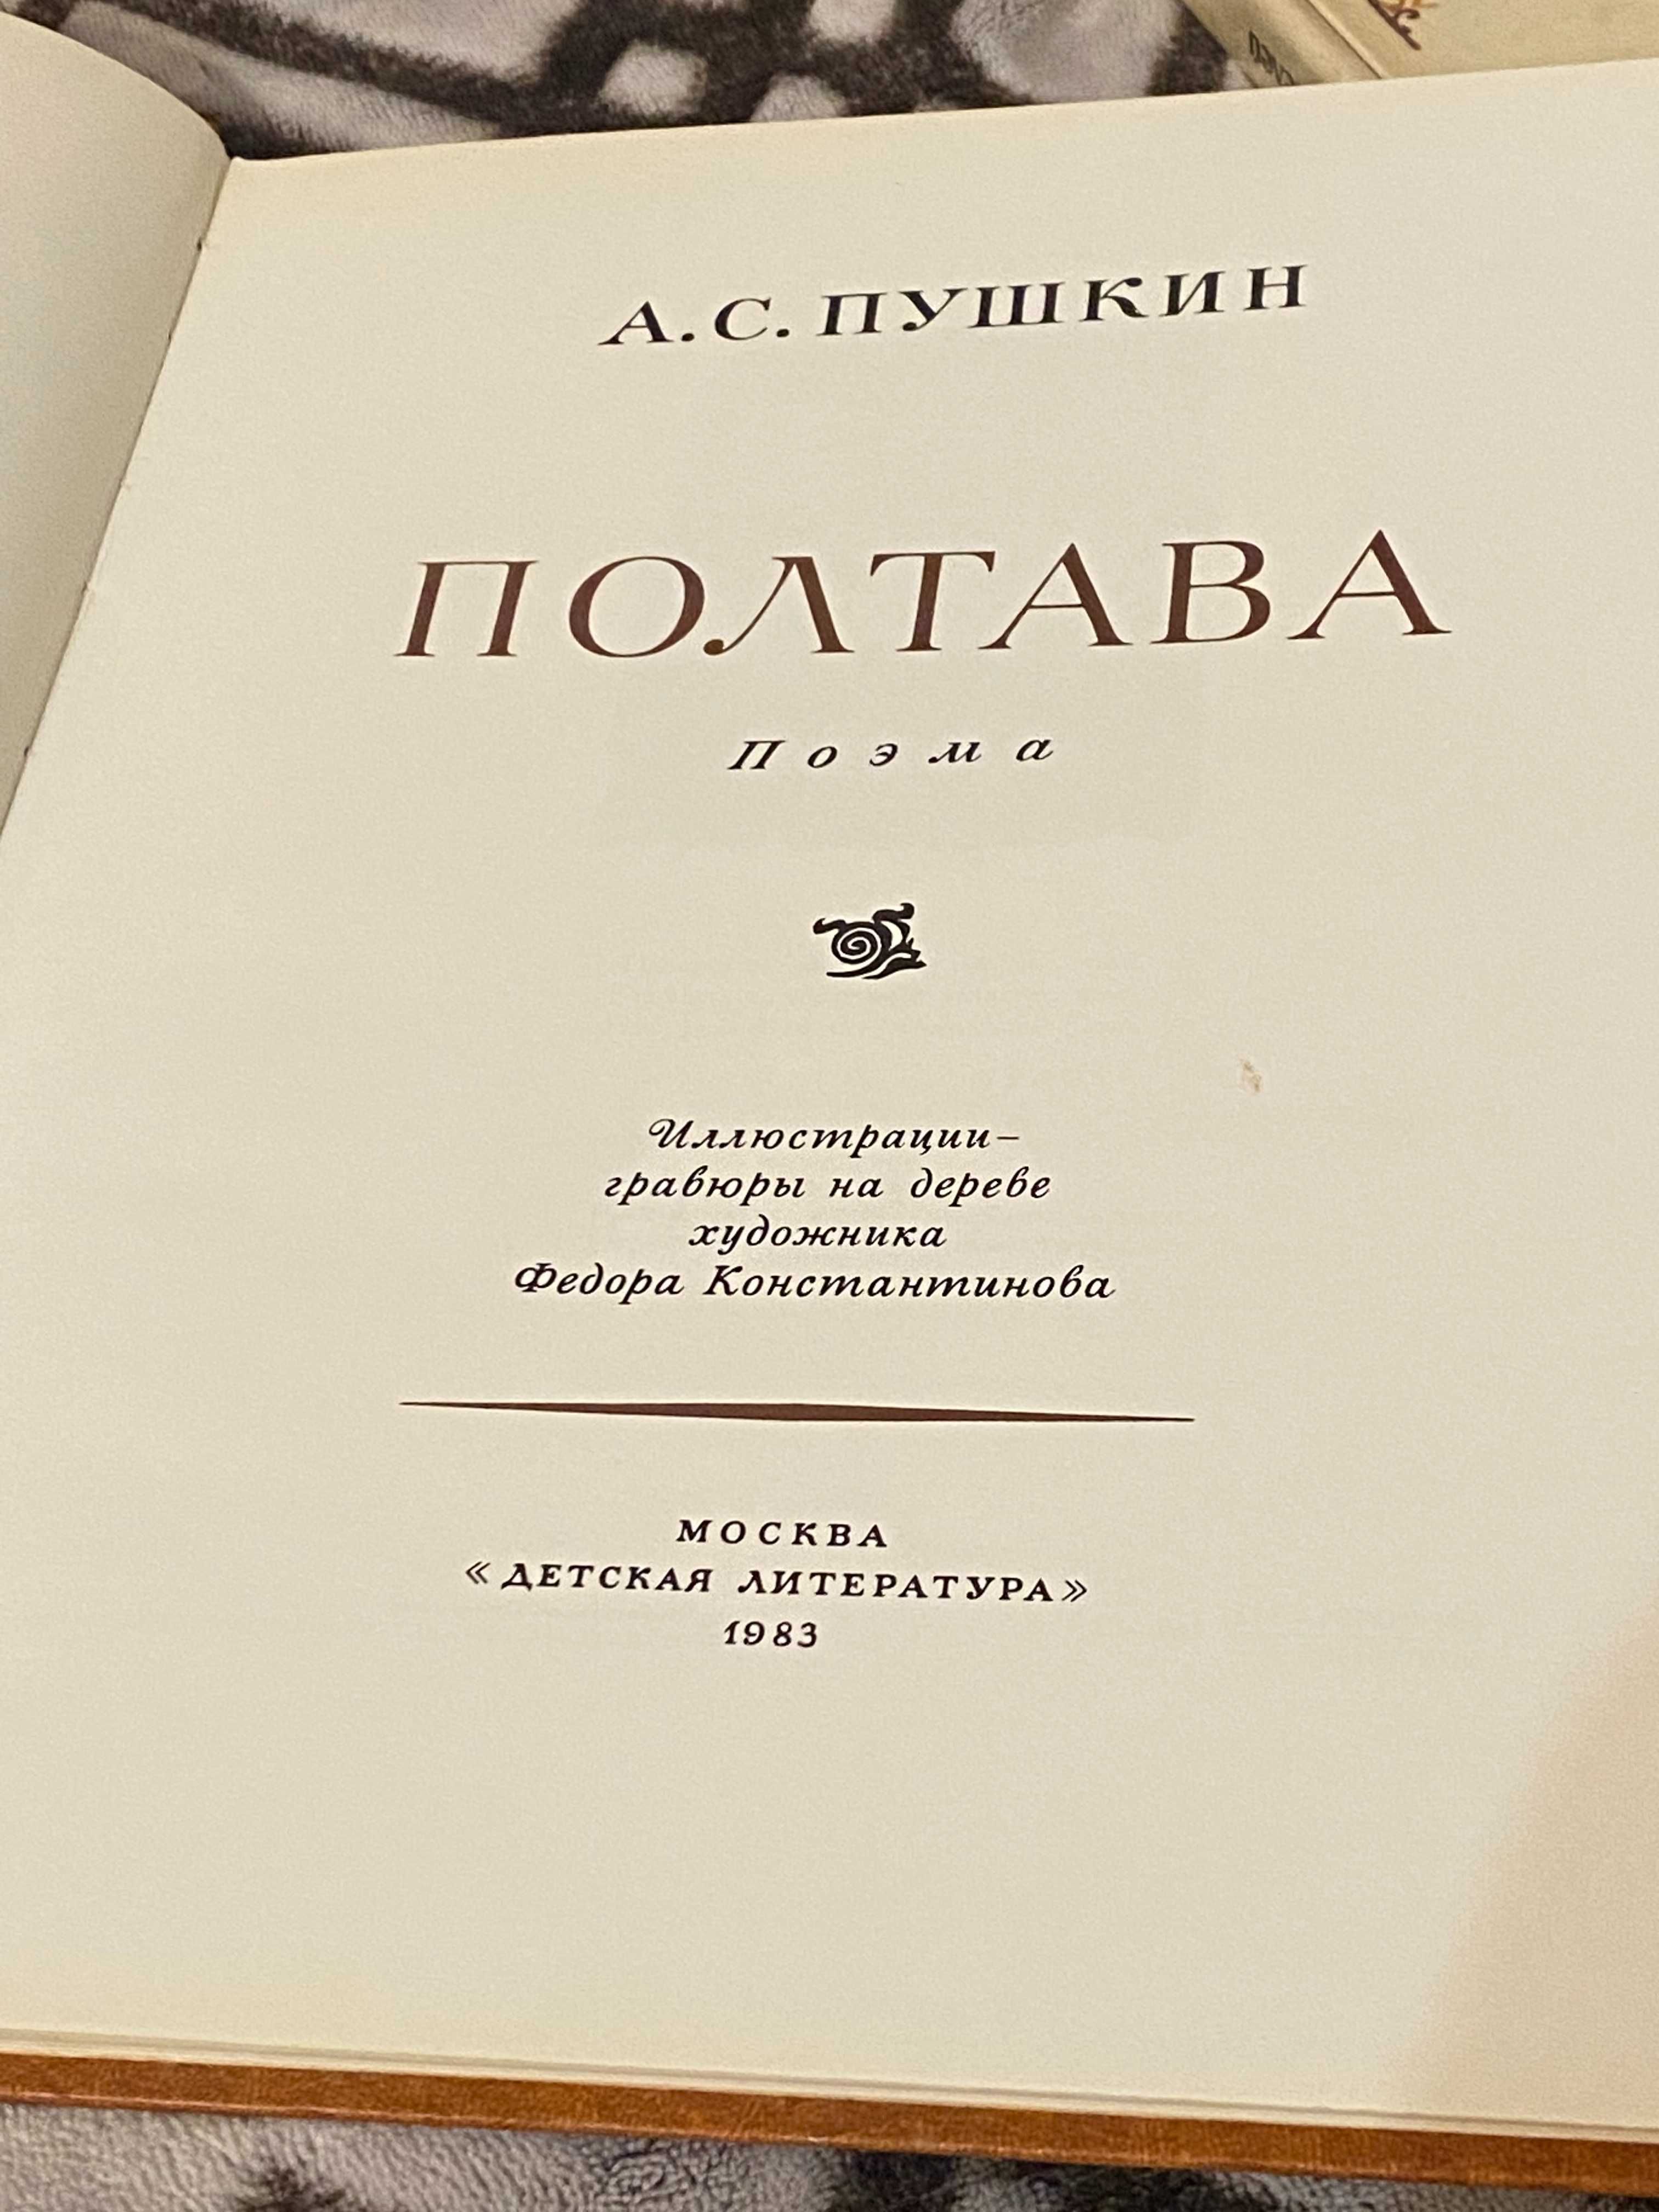 А. С. ПУШКИН
ПОЛТАВА
Поэма
Иллюстрации–
гравюры на дереве
художника
Федора Константинова
МОСКВА
«ДЕТСКАЯ ЛИТЕРАТУРА»
1983